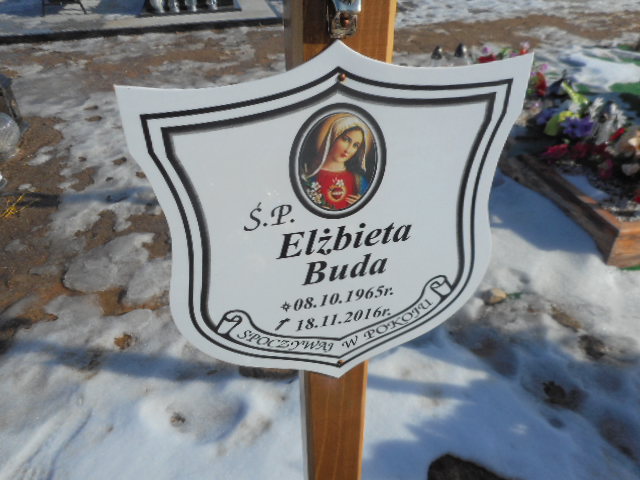 Ś.P.
Elżbieta
Buda
✲08.10.1965r.
✝ 18.11.2016r.
SPOCZYWAJ W POKOJU